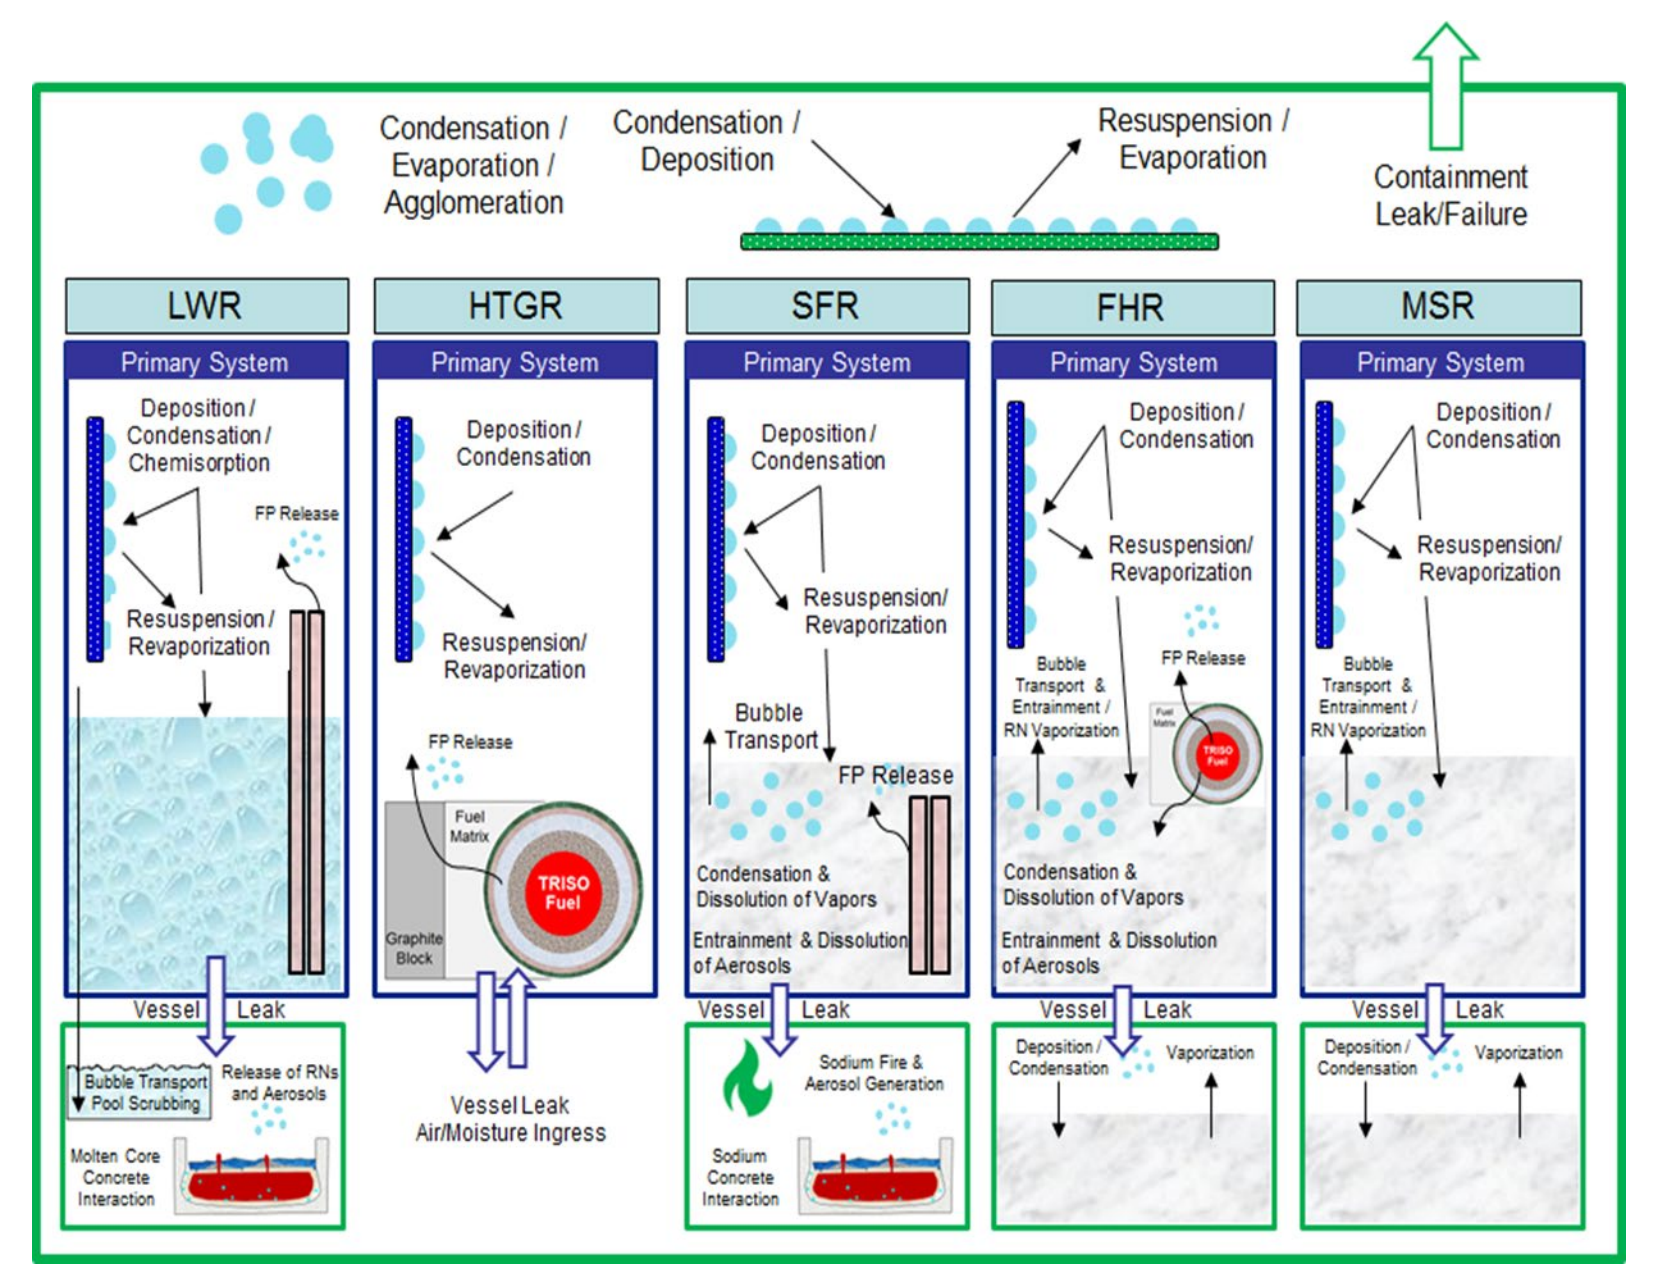 Condensation /
Evaporation /
Agglomeration
Condensation /
Deposition
Resuspension /
Evaporation
Containment
Leak/Failure
LWR
Primary System
Deposition /
Condensation /
Chemisorption
FP Release
Resuspension /
Revaporization
Vessel Leak
Bubble Transport
Pool Scrubbing
Release of RNs
and Aerosols
Molten Core
Concrete
Interaction
HTGR
Primary System
Deposition /
Condensation
Resuspension/
Revaporization
FP Release
Fuel
Matrix
TRISO
Fuel
Graphite
Block
Vessel Leak
Air/Moisture Ingress
SFR
Primary System
Deposition /
Condensation
Resuspension/
Revaporization
Bubble
Transport
FP Release
Condensation &
Dissolution of Vapors
Entrainment & Dissolution
of Aerosols
Vessel Leak
Sodium Fire &
Aerosol Generation
Sodium
Concrete
Interaction
FHR
Primary System
Deposition /
Condensation
Resuspension/
Revaporization
Bubble
Transport &
Entrainment /
RN Vaporization
FP Release
Fuel
Matrix
TRISO
Fuel
Condensation &
Dissolution of Vapors
Entrainment & Dissolution
of Aerosols
Vessel Leak
Deposition /
Condensation
Vaporization
MSR
Primary System
Deposition /
Condensation
Resuspension/
Revaporization
Bubble
Transport &
Entrainment /
RN Vaporization
Vessel Leak
Deposition /
Condensation
Vaporization